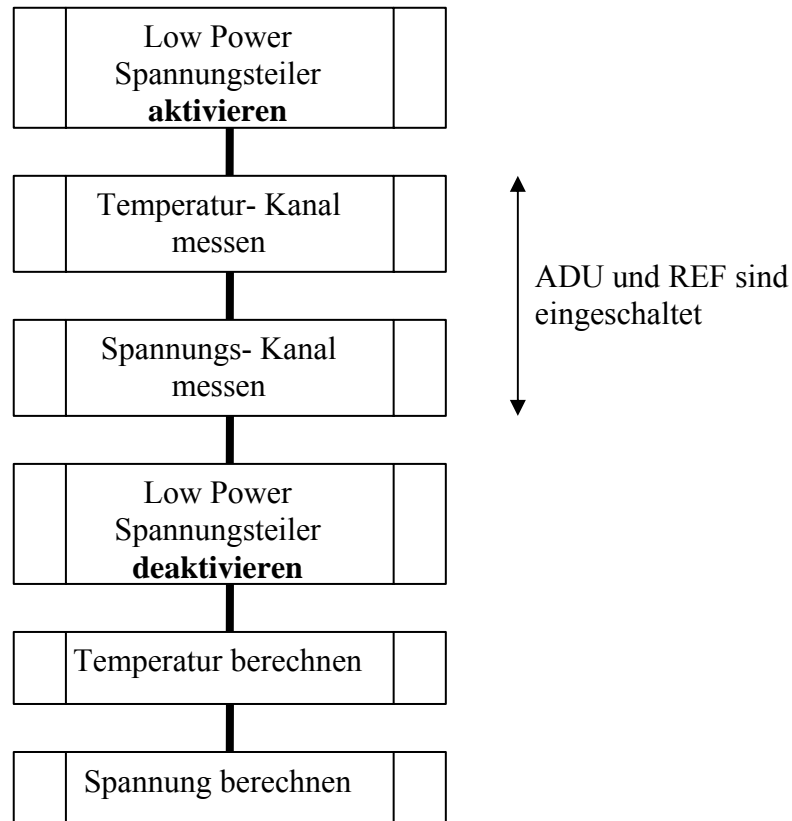 Low Power
Spannungsteiler
aktivieren
Temperatur- Kanal
messen
ADU und REF sind
eingeschaltet
Spannungs- Kanal
messen
Low Power
Spannungsteiler
deaktivieren
Temperatur berechnen
Spannung berechnen